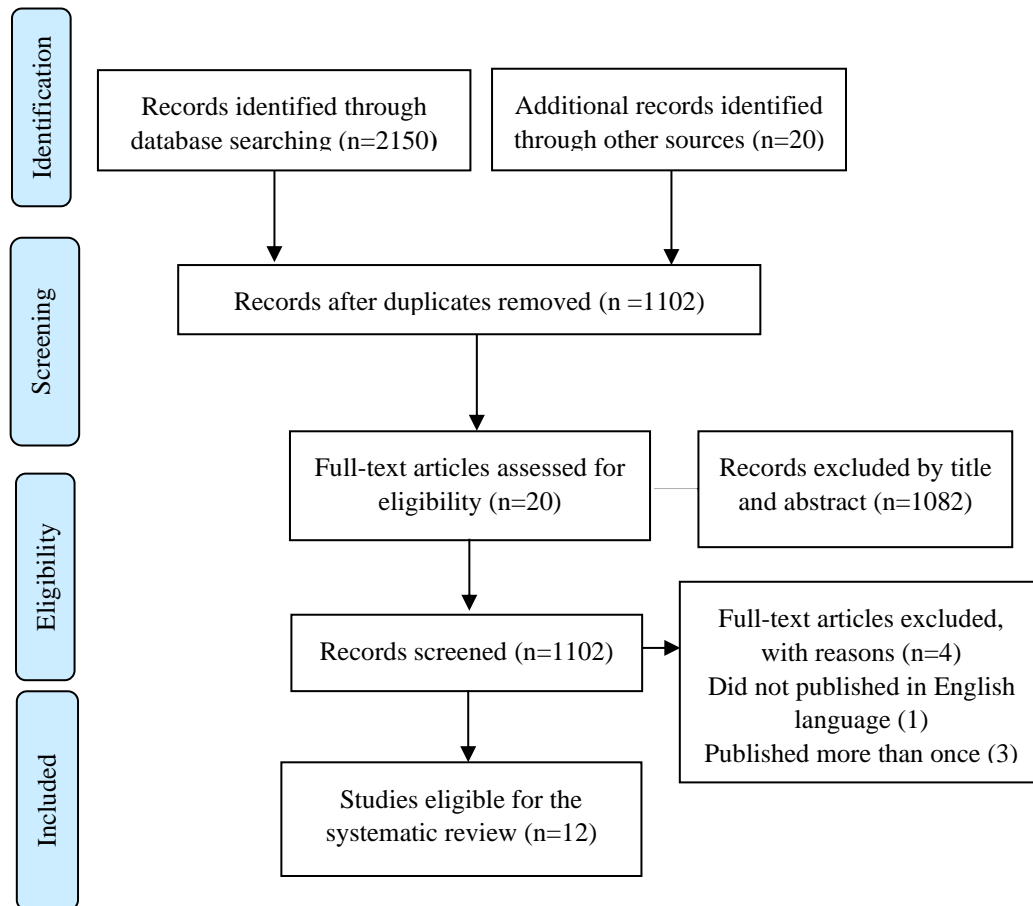 Identification
Records identified through
database searching (n=2150)
Additional records identified
through other sources (n=20)
Screening
Records after duplicates removed (n =1102)
Full-text articles assessed for
eligibility (n=20)
Records excluded by title
and abstract (n=1082)
Eligibility
Records screened (n=1102)
Full-text articles excluded,
with reasons (n=4)
Did not published in English
language (1)
Published more than once (3)
Included
Studies eligible for the
systematic review (n=12)